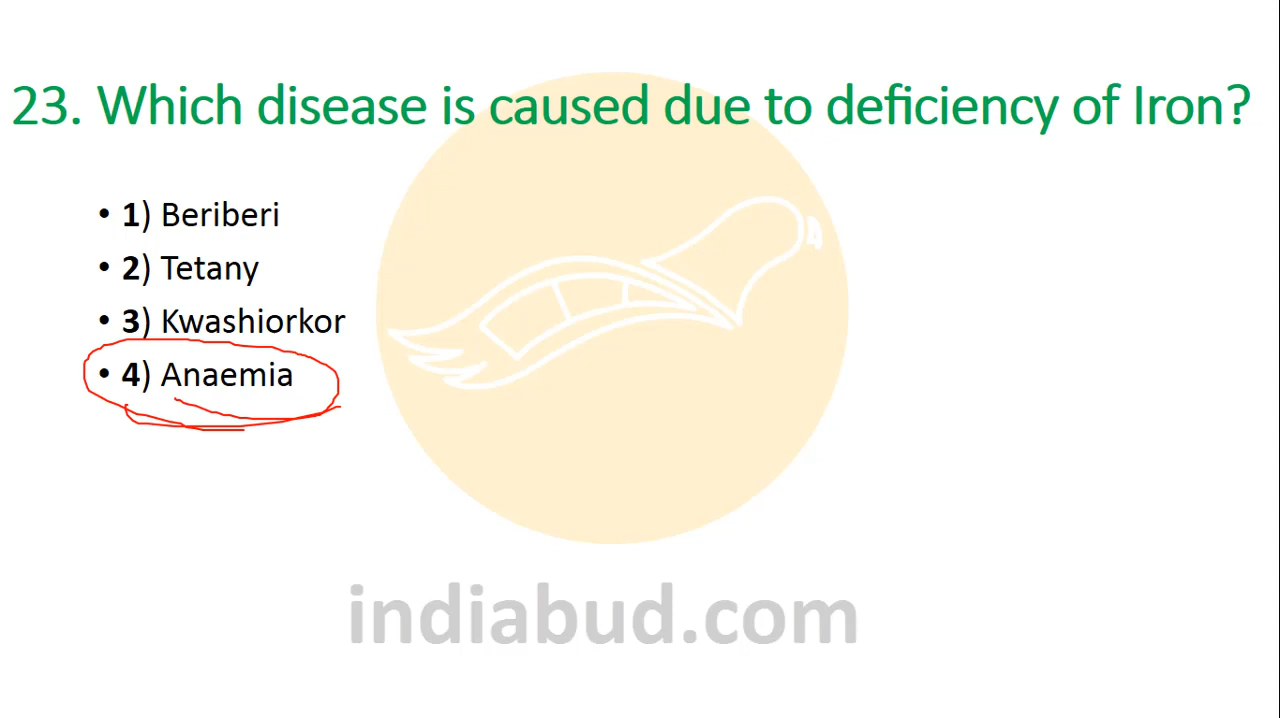 23. Which disease is caused due to deficiency of Iron?
• 1) Beriberi
• 2) Tetany
• 3) Kwashiorkor
• 4) Anaemia
indiabud.com